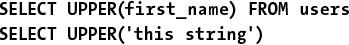 SELECT UPPER(first_name) FROM users
SELECT UPPER('this string')